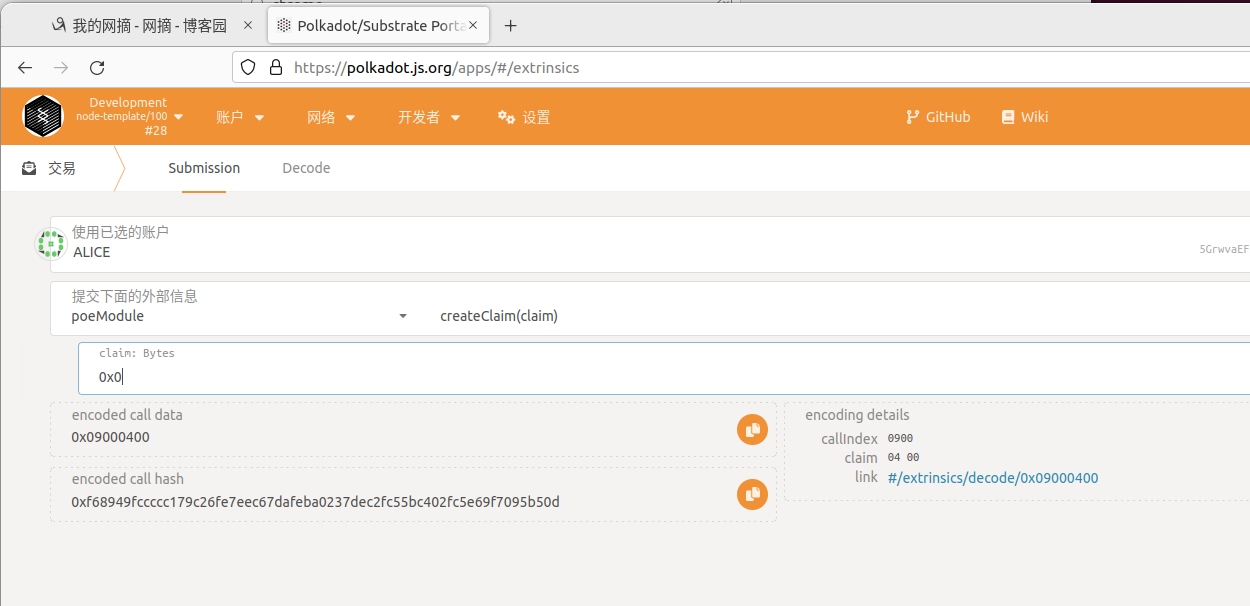 我的网摘 - 网摘 - 博客园
Polkadot/Substrate Porta
https://polkadot.js.org/apps/#/extrinsics
Development
node-template/100
#28
账户
网络
开发者
设置
GitHub
Wiki
交易
Submission
Decode
使用已选的账户
ALICE
5GrwvaEF
提交下面的外部信息
poeModule
createClaim(claim)
claim: Bytes
0x0
encoded call data
0x09000400
encoded call hash
0xf68949fccccc179c26fe7eec67dafeba0237dec2fc55bc402fc5e69f7095b50d
encoding details
callIndex 0900
claim 04 00
link #/extrinsics/decode/0x09000400